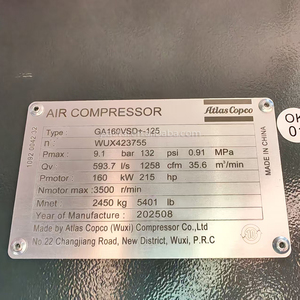 AIR COMPRESSOR
Atlas Copco
Type GA160VSD+-125
n WUX423755
Pmax 9.1 bar 132 psi 0.91 MPa
Qv 593.7 l/s 1258 cfm 35.6 m³/min
Pmotor 160 kW 215 hp
Nmotor max :3500 r/min
Mnet 2450 kg 5401 lb
Year of Manufacture : 202508
Made by Atlas Copco (Wuxi) Compressor Co.,Ltd
No.22 Changjiang Road, New District, Wuxi, P.R.C
MADE IN CHINA
OK